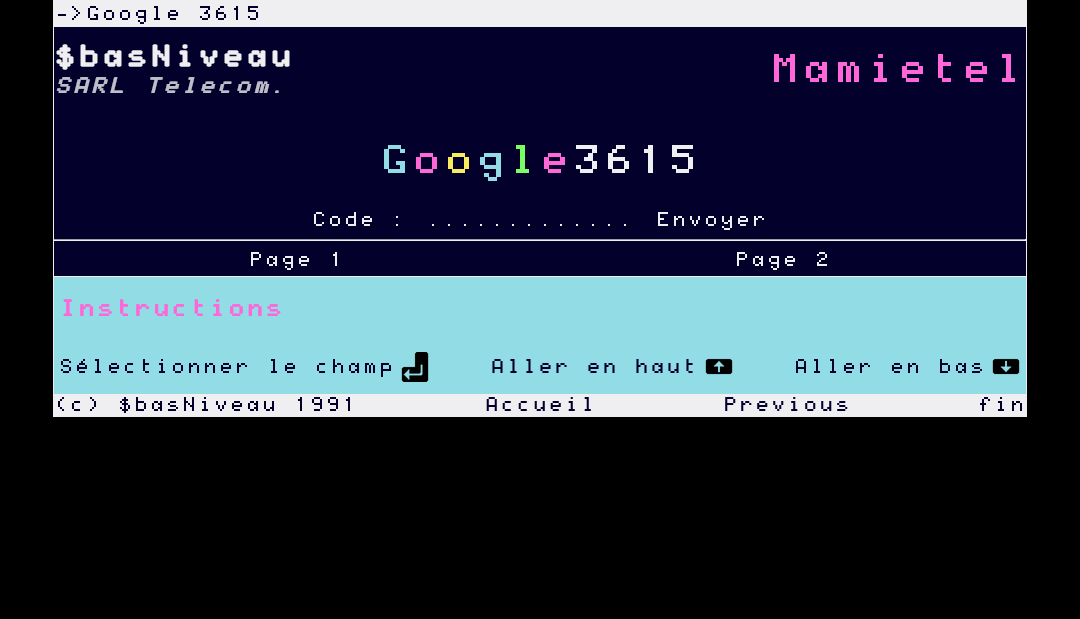 ->Google 3615
$basNiveau
SARL Telecom.
Mamietel
Google3615
Code : ............. Envoyer
Page 1 Page 2
Instructions
Sélectionner le champ Aller en haut Aller en bas
(c) $basNiveau 1991 Accueil Previous fin